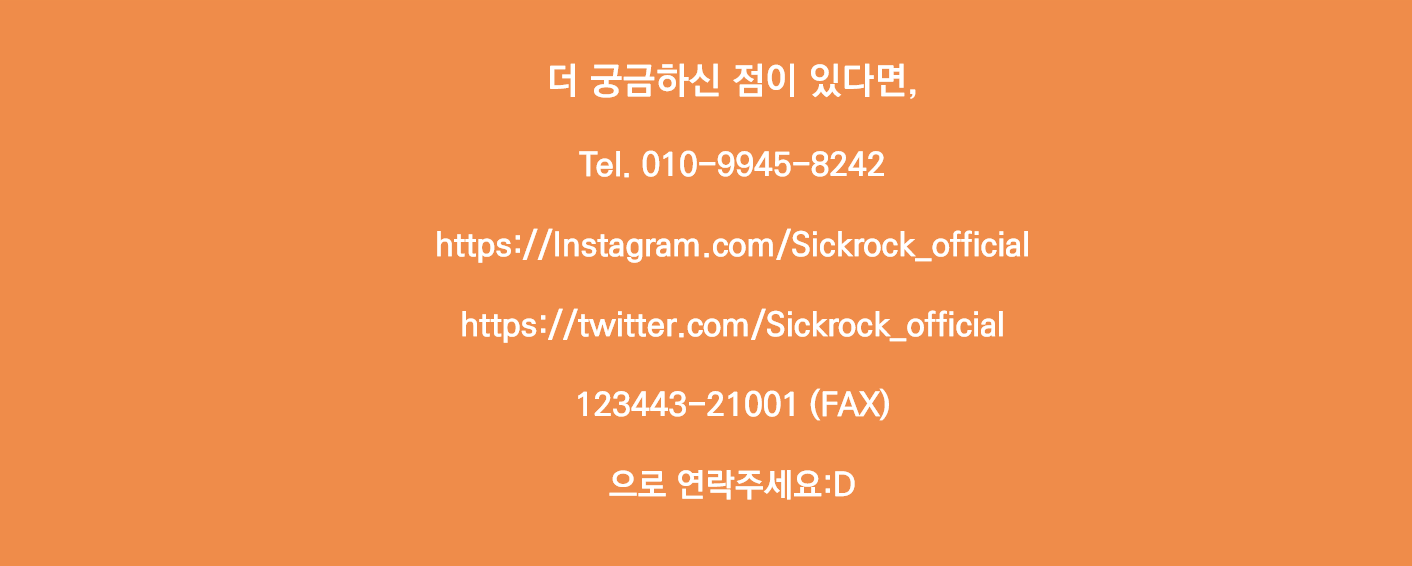 더 궁금하신 점이 있다면,
Tel. 010-9945-8242
https://Instagram.com/Sickrock_official
https://twitter.com/Sickrock_official
123443-21001 (FAX)
으로 연락주세요:D